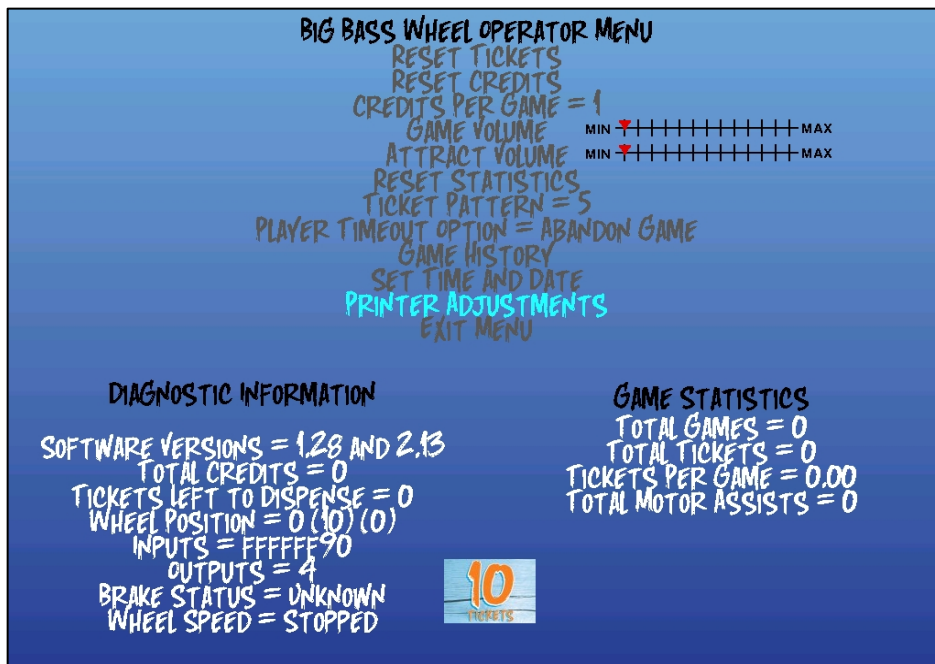 BIG BASS WHEEL OPERATOR MENU
RESET TICKETS
RESET CREDITS
CREDITS PER GAME = 1
GAME VOLUME MIN MAX
ATTRACT VOLUME MIN MAX
RESET STATISTICS
TICKET PATTERN = 5
PLAYER TIMEOUT OPTION = ABANDON GAME
GAME HISTORY
SET TIME AND DATE
PRINTER ADJUSTMENTS
EXIT MENU
DIAGNOSTIC INFORMATION
SOFTWARE VERSIONS = 1.28 AND 2.13
TOTAL CREDITS = 0
TICKETS LEFT TO DISPENSE = 0
WHEEL POSITION = 0 (10) (0)
INPUTS = FFFFFF90
OUTPUTS = 4
BRAKE STATUS = UNKNOWN
WHEEL SPEED = STOPPED
10
TICKETS
GAME STATISTICS
TOTAL GAMES = 0
TOTAL TICKETS = 0
TICKETS PER GAME = 0.00
TOTAL MOTOR ASSISTS = 0